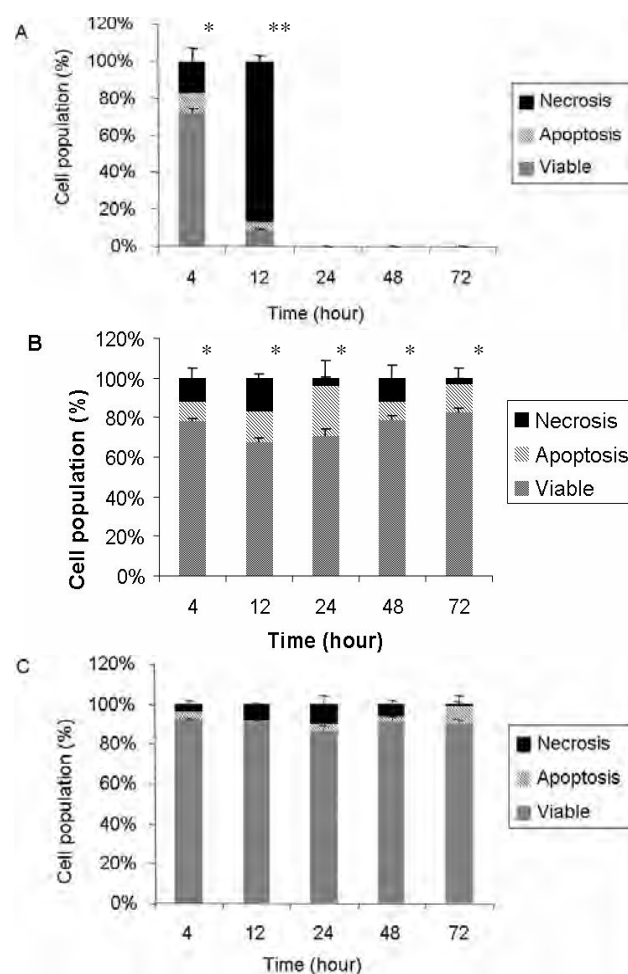 A
120%
100%
80%
60%
40%
20%
0%
Cell population (%)
* **
4 12 24 48 72
Time (hour)
Necrosis
Apoptosis
Viable
B
120%
100%
80%
60%
40%
20%
0%
Cell population (%)
* * * * *
4 12 24 48 72
Time (hour)
Necrosis
Apoptosis
Viable
C
120%
100%
80%
60%
40%
20%
0%
Cell population (%)
4 12 24 48 72
Time (hour)
Necrosis
Apoptosis
Viable